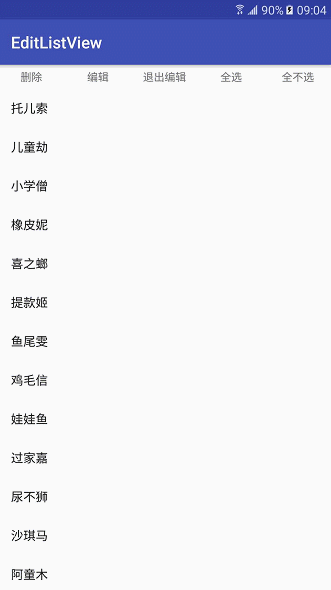 90% 09:04
EditListView
删除 编辑 退出编辑 全选 全不选
托儿索
儿童劫
小学僧
橡皮妮
喜之螂
提款姬
鱼尾雯
鸡毛信
娃娃鱼
过家嘉
尿不狮
沙琪马
阿童木